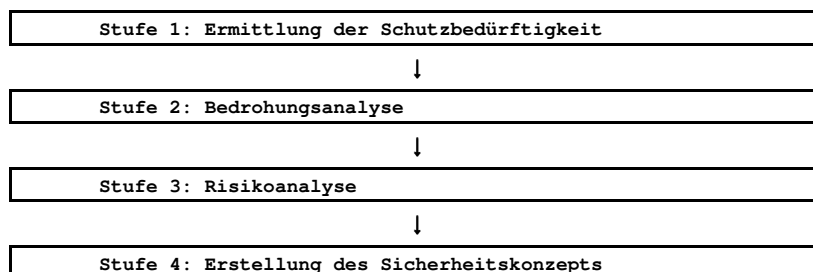 Stufe 1: Ermittlung der Schutzbedürftigkeit
↓
Stufe 2: Bedrohungsanalyse
↓
Stufe 3: Risikoanalyse
↓
Stufe 4: Erstellung des Sicherheitskonzepts